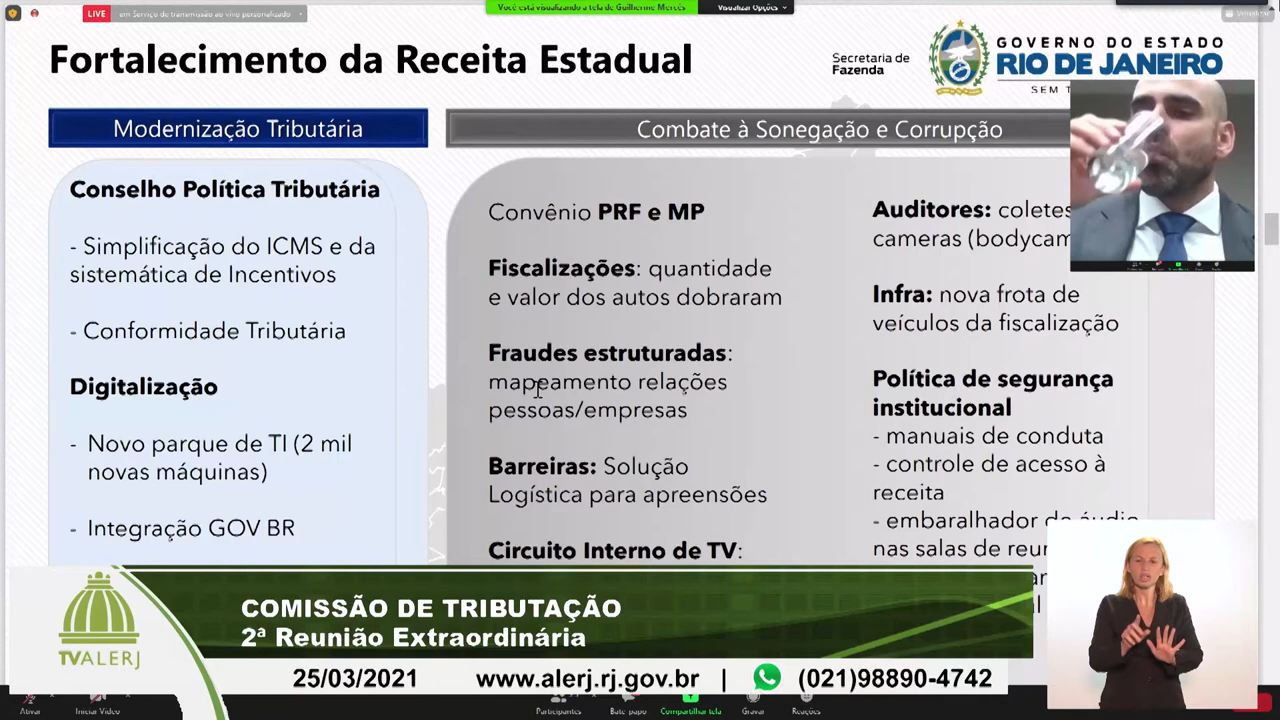 LIVE
em Serviço de transmissão ao vivo personalizado
Você está visualizando a tela de Guilherme Mercês
Visualizar Opções
Visualizar
Fortalecimento da Receita Estadual
Secretaria de
Fazenda
GOVERNO DO ESTADO
RIO DE JANEIRO
SEM
Modernização Tributária
Combate à Sonegação e Corrupção
Conselho Política Tributária
- Simplificação do ICMS e da
sistemática de Incentivos
- Conformidade Tributária
Digitalização
- Novo parque de TI (2 mil
novas máquinas)
- Integração GOV BR
Convênio PRF e MP
Fiscalizações: quantidade
e valor dos autos dobraram
Fraudes estruturadas:
mapeamento relações
pessoas/empresas
Barreiras: Solução
Logística para apreensões
Circuito Interno de TV:
Auditores: coletes
cameras (bodycam
Infra: nova frota de
veículos da fiscalização
Política de segurança
institucional
- manuais de conduta
- controle de acesso à
receita
- embaralhador de áudio
nas salas de reun
TVALERJ
COMISSÃO DE TRIBUTAÇÃO
2ª Reunião Extraordinária
25/03/2021 www.alerj.rj.gov.br | (021)98890-4742
Ativar
Iniciar Vídeo
Participantes
Bate-papo
Compartilhar tela
Gravar
Reações